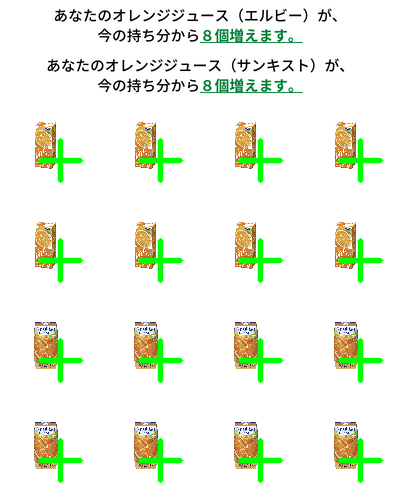 あなたのオレンジジュース（エルビー）が、
今の持ち分から８個増えます。
あなたのオレンジジュース（サンキスト）が、
今の持ち分から８個増えます。